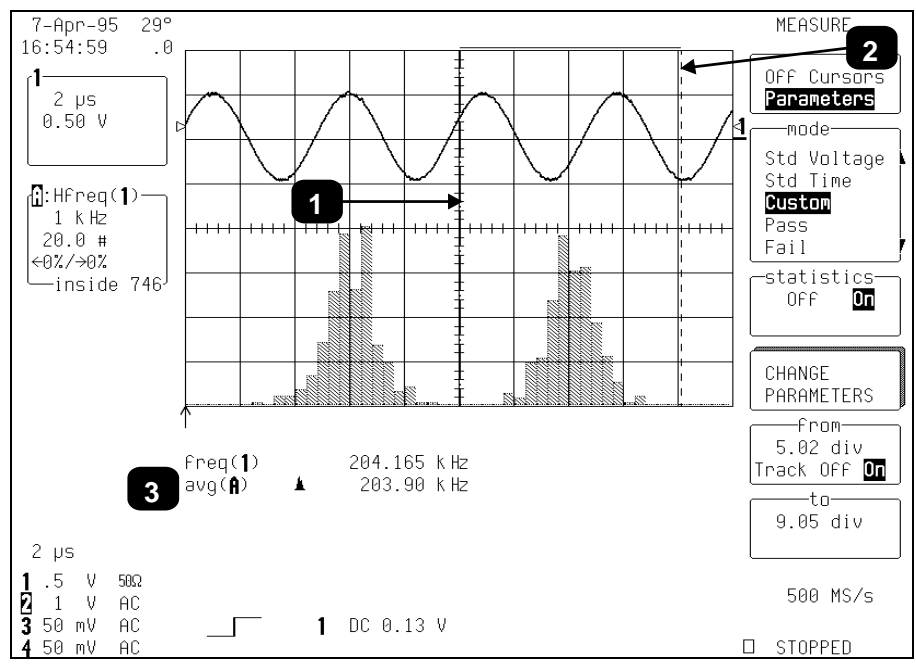 7-Apr-95 29°
16:54:59 .0
1
2 µs
0.50 V
A:Hfreq(1)
1 kHz
20.0 #
←0%/→0%
inside 746
1
2
1
MEASURE
Off Cursors
Parameters
mode
Std Voltage
Std Time
Custom
Pass
Fail
statistics
Off On
CHANGE
PARAMETERS
from
5.02 div
Track Off On
to
9.05 div
freq(1) 204.165 kHz
3
avg(A) 203.90 kHz
2 µs
1 .5 V 50Ω
2 1 V AC
3 50 mV AC
4 50 mV AC
1 DC 0.13 V
500 MS/s
STOPPED